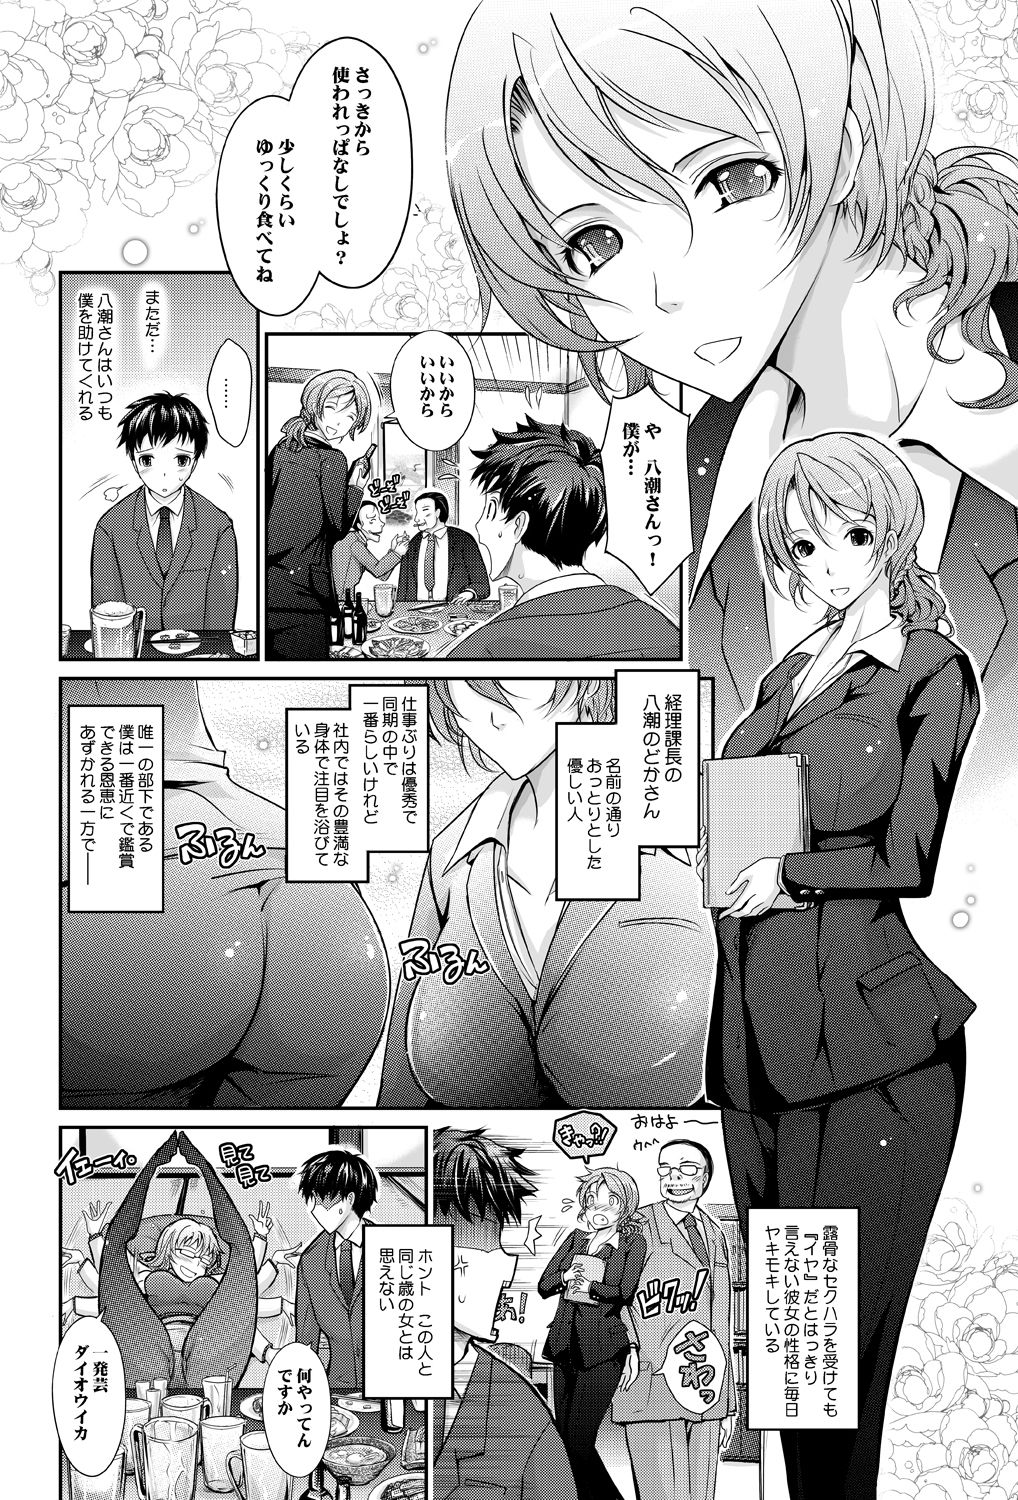 さっきから
使われっぱなしでしょ？
少しくらい
ゆっくり食べてね
や　八潮さんっ！
僕が…
いいから
いいから
どーぞ
どーぞ
……
まただ…
八潮さんはいつも
僕を助けてくれる
経理課長の
八潮のどかさん
名前の通り
おっとりとした
優しい人
仕事ぶりは優秀で
同期の中で
一番らしいけれど
社内ではその豊満な
身体で注目を浴びて
いる
ふるん
ふるん
唯一の部下である
僕は一番近くで鑑賞
できる恩恵に
あずかれる一方で――
おはよ〜
きゃっ?!
ビクッ!
さわっ
露骨なセクハラを受けても
『イヤ』だとはっきり
言えない彼女の性格に毎日
ヤキモキしている
ホント　この人と
同じ歳の女とは
思えない
見て
見て
イエーィ。
何やってん
ですか
一発芸
ダイオウイカ